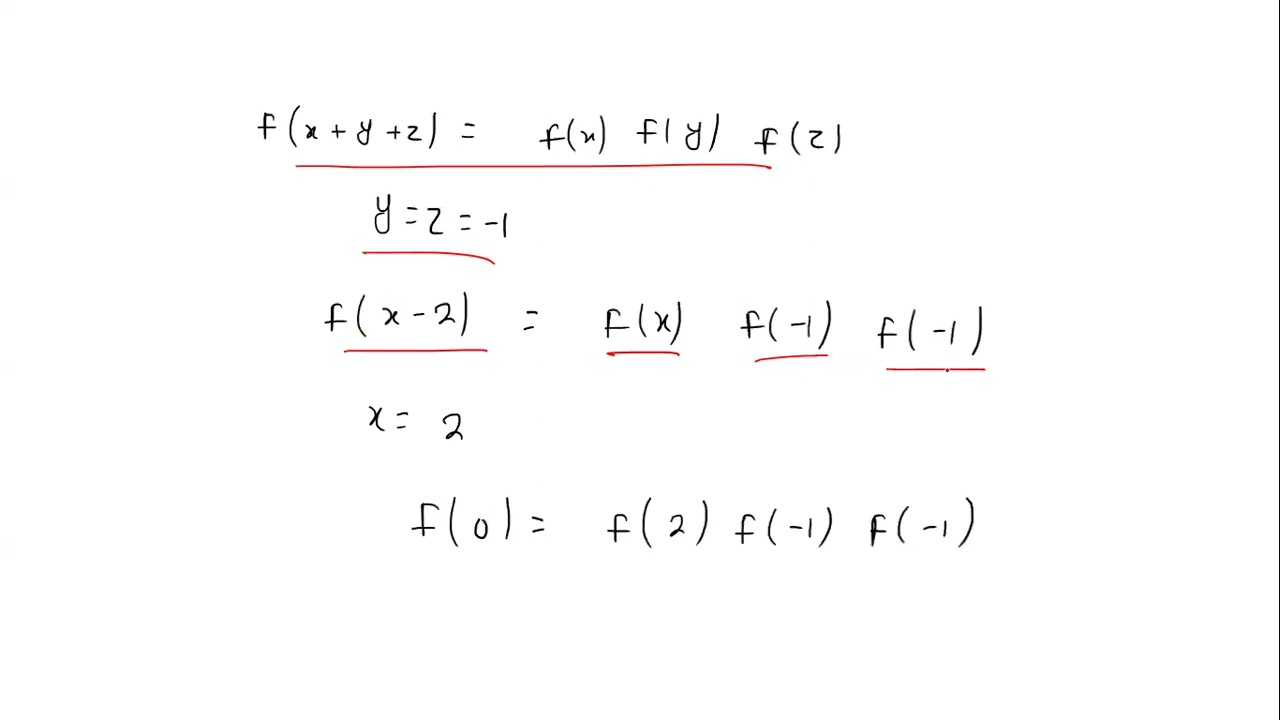 f(x+y+z) = f(x) f(y) f(z)
y=z=-1
f(x-2) = f(x) f(-1) f(-1)
x= 2
f(0)= f(2) f(-1) f(-1)